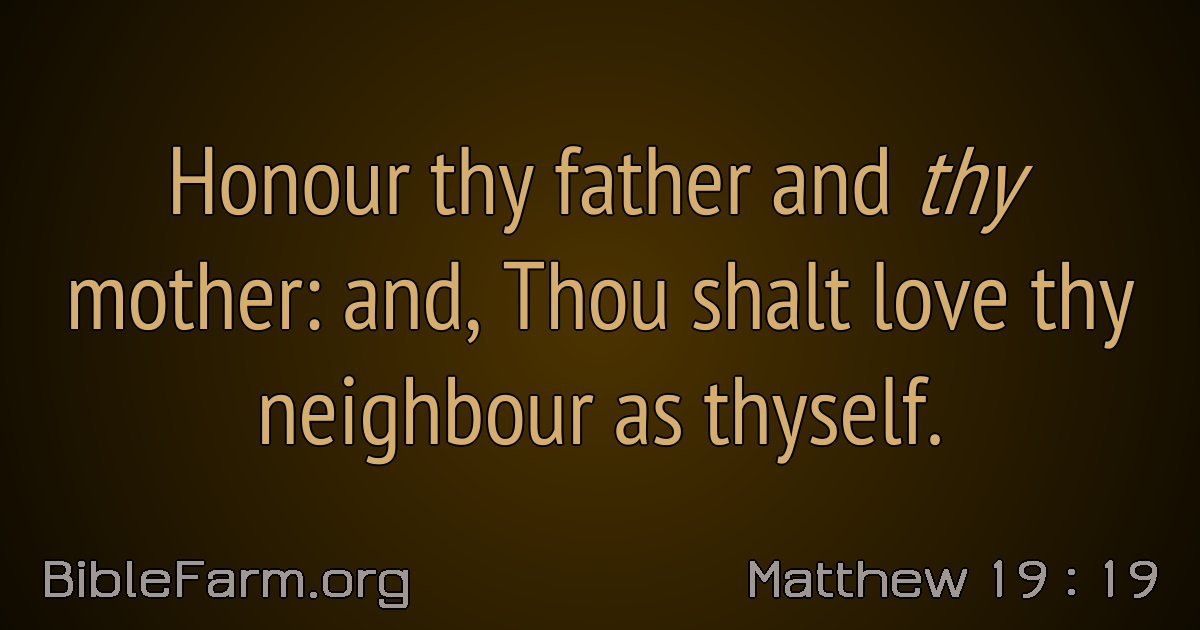 Honour thy father and thy
mother: and, Thou shalt love thy
neighbour as thyself.
BibleFarm.org
Matthew 19 : 19